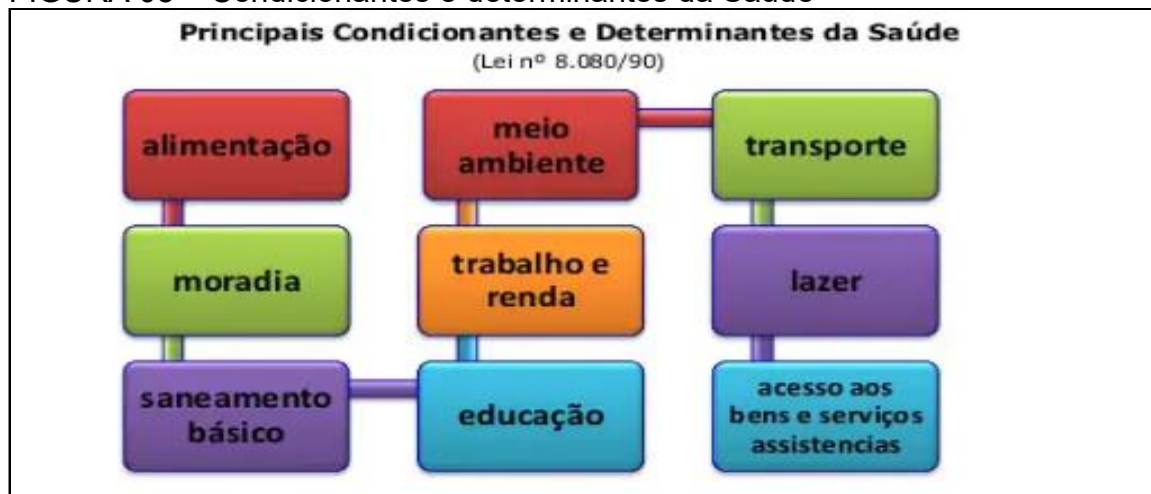 Principais Condicionantes e Determinantes da Saúde
(Lei nº 8.080/90)
alimentação
moradia
saneamento
básico
educação
trabalho e
renda
meio
ambiente
transporte
lazer
acesso aos
bens e serviços
assistencias